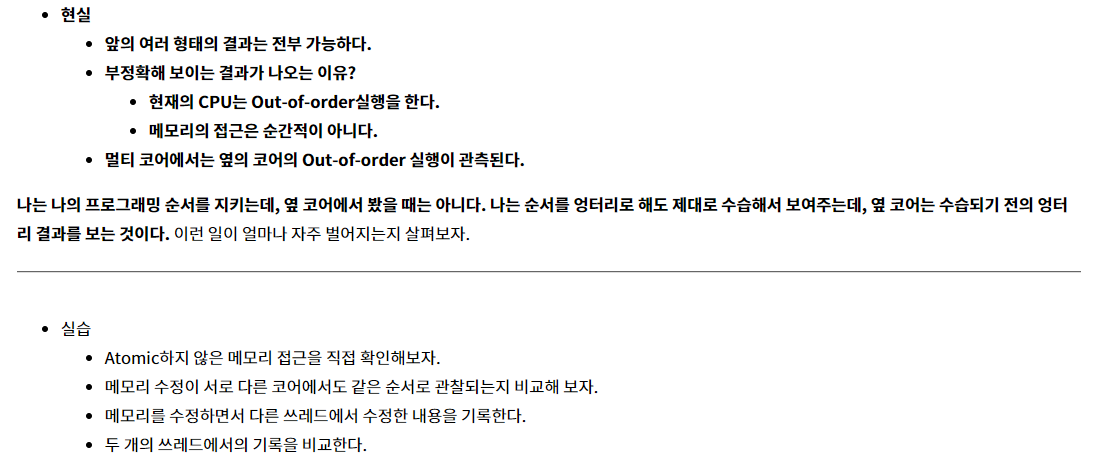 현실
앞의 여러 형태의 결과는 전부 가능하다.
부정확해 보이는 결과가 나오는 이유?
현재의 CPU는 Out-of-order실행을 한다.
메모리의 접근은 순간적이 아니다.
멀티 코어에서는 옆의 코어의 Out-of-order 실행이 관측된다.
나는 나의 프로그래밍 순서를 지키는데, 옆 코어에서 봤을 때는 아니다. 나는 순서를 엉터리로 해도 제대로 수습해서 보여주는데, 옆 코어는 수습되기 전의 엉터
리 결과를 보는 것이다. 이런 일이 얼마나 자주 벌어지는지 살펴보자.
실습
Atomic하지 않은 메모리 접근을 직접 확인해보자.
메모리 수정이 서로 다른 코어에서도 같은 순서로 관찰되는지 비교해 보자.
메모리를 수정하면서 다른 쓰레드에서 수정한 내용을 기록한다.
두 개의 쓰레드에서의 기록을 비교한다.